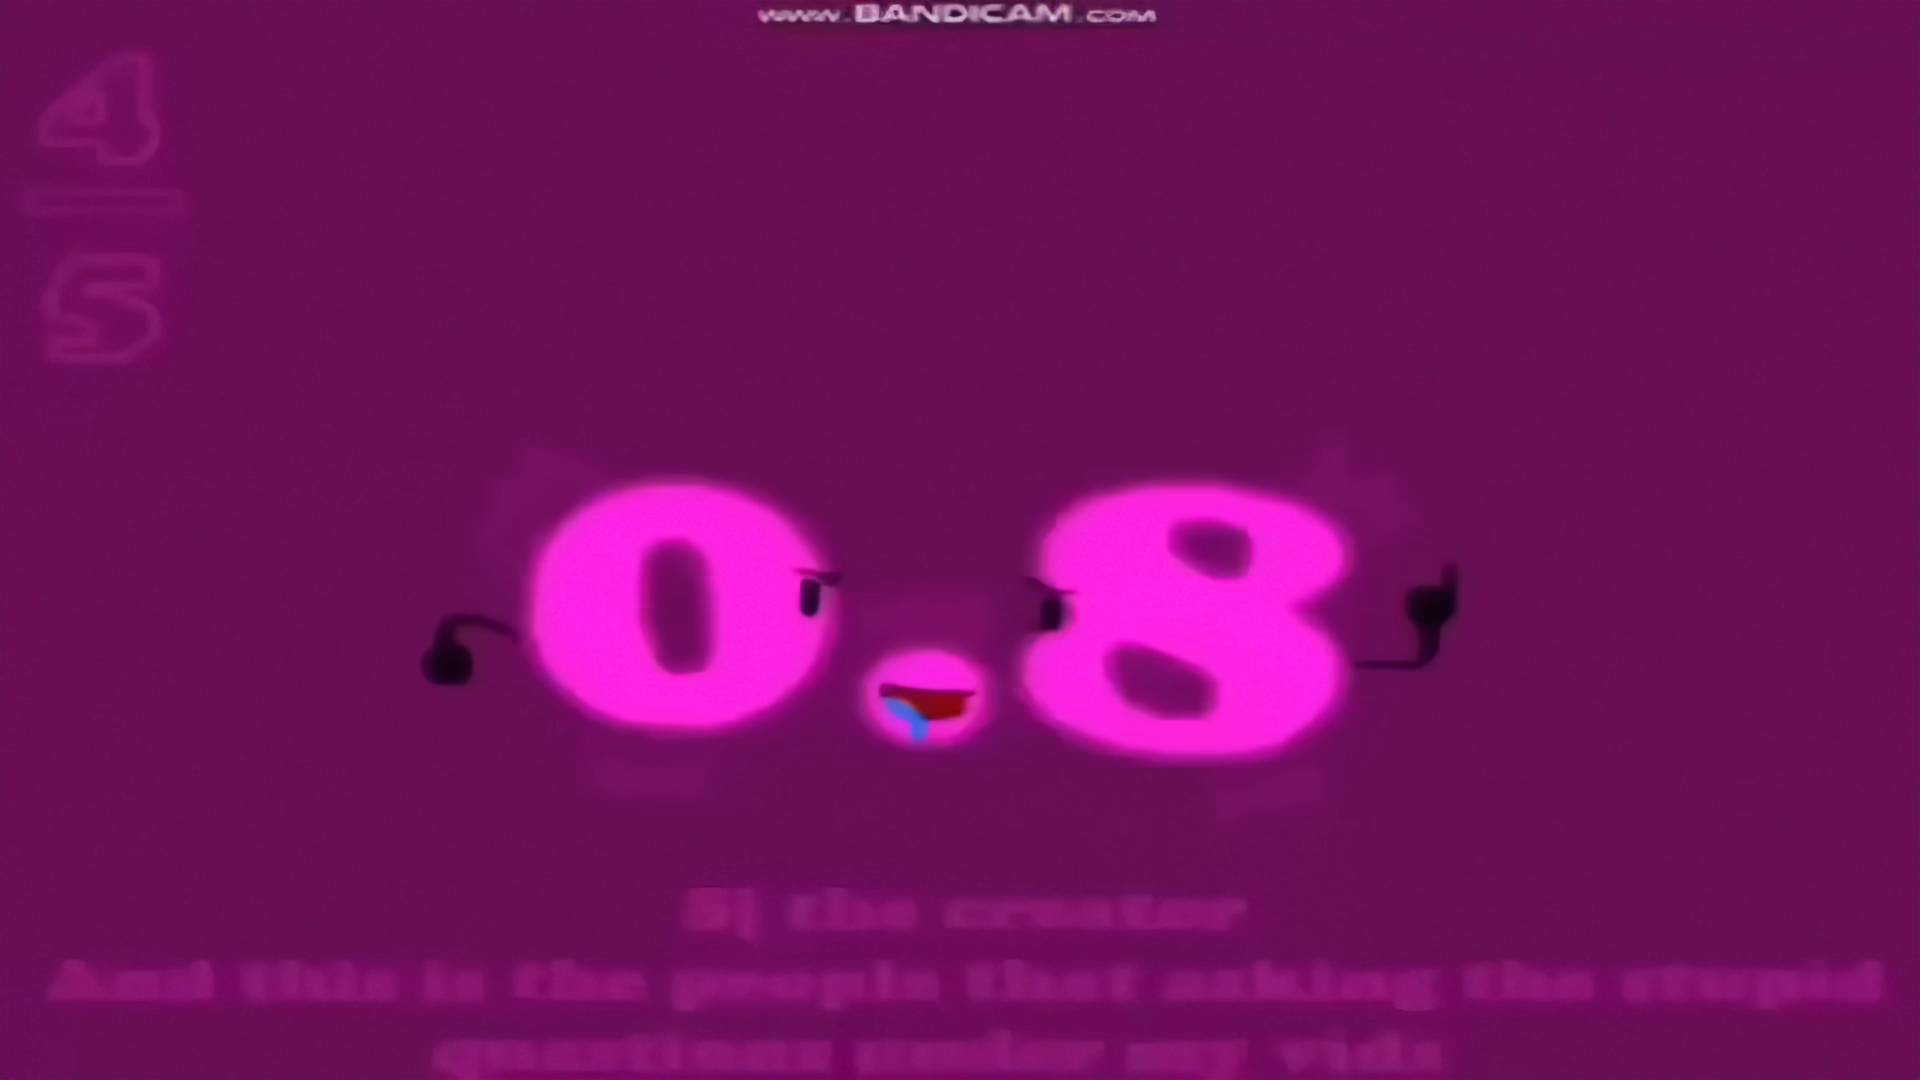 www.BANDICAM.COM
4
5
0.8
Sj the creator
And this is the people that asking the stupid
questions under my vids